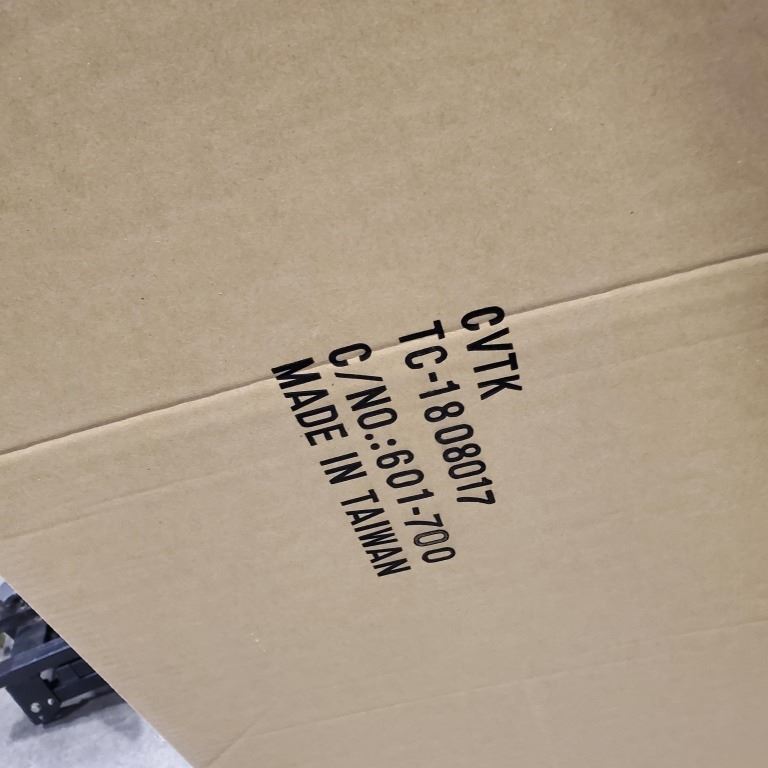 CVTK
TC-1808017
C/NO.:601-700
MADE IN TAIWAN